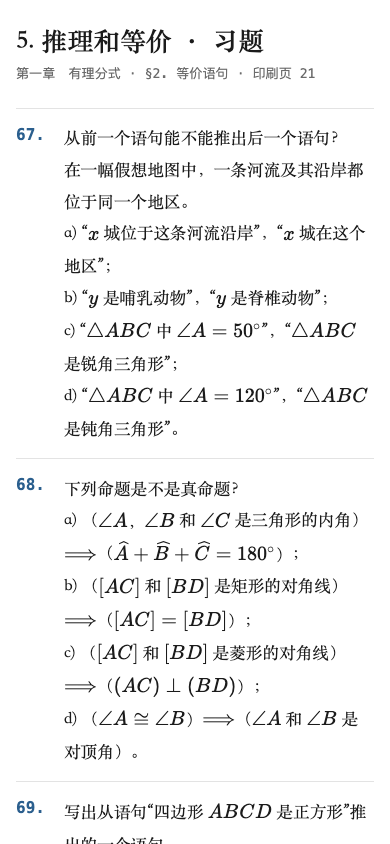 5. 推理和等价 · 习题
第一章 有理分式 · §2. 等价语句 · 印刷页 21
67. 从前一个语句能不能推出后一个语句?
在一幅假想地图中，一条河流及其沿岸都
位于同一个地区。
a) “x 城位于这条河流沿岸”，“x 城在这个
地区”；
b) “y 是哺乳动物”，“y 是脊椎动物”；
c) “△ABC 中 ∠A = 50°”，“△ABC
是锐角三角形”；
d) “△ABC 中 ∠A = 120°”，“△ABC
是钝角三角形”。
68. 下列命题是不是真命题?
a) （∠A，∠B 和 ∠C 是三角形的内角）
⟹（Â + B̂ + Ĉ = 180°）；
b) （[AC] 和 [BD] 是矩形的对角线）
⟹（[AC] = [BD]）；
c) （[AC] 和 [BD] 是菱形的对角线）
⟹（(AC) ⊥ (BD)）；
d) （∠A ≅ ∠B）⟹（∠A 和 ∠B 是
对顶角）。
69. 写出从语句“四边形 ABCD 是正方形”推
出的一个语句